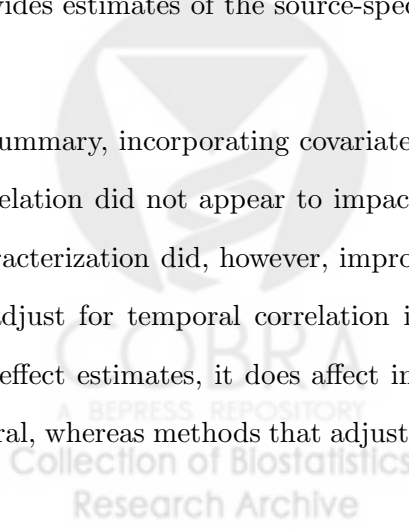 vides estimates of the source-spec
ummary, incorporating covariate
elation did not appear to impac
racterization did, however, impro
adjust for temporal correlation i
effect estimates, it does affect in
ral, whereas methods that adjust
COBRA
A BEPRESS REPOSITORY
Collection of Biostatistics
Research Archive